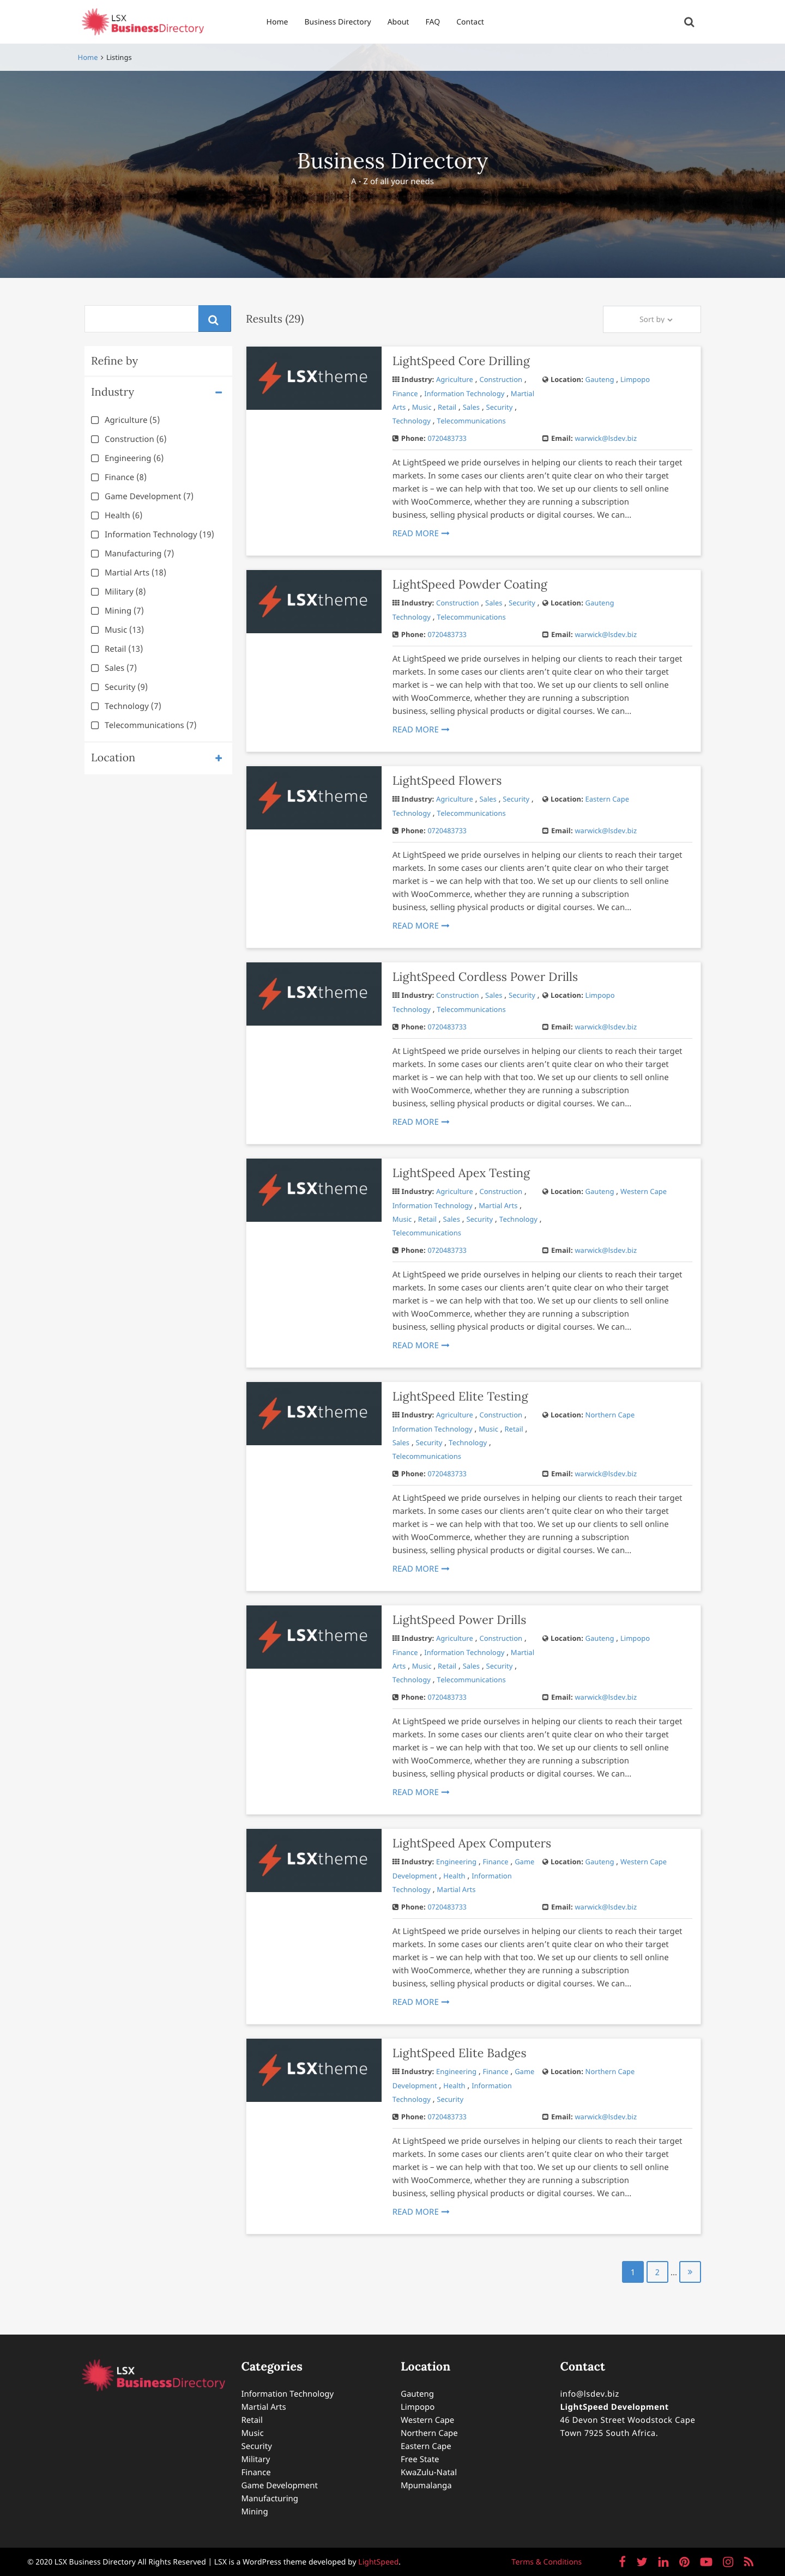 LSX
BusinessDirectory
Home
Business Directory
About
FAQ
Contact
Home > Listings
Business Directory
A - Z of all your needs
Results (29)
Sort by
Refine by
Industry
Agriculture (5)
Construction (6)
Engineering (6)
Finance (8)
Game Development (7)
Health (6)
Information Technology (19)
Manufacturing (7)
Martial Arts (18)
Military (8)
Mining (7)
Music (13)
Retail (13)
Sales (7)
Security (9)
Technology (7)
Telecommunications (7)
Location
LSXtheme
LightSpeed Core Drilling
Industry: Agriculture , Construction ,
Finance , Information Technology , Martial
Arts , Music , Retail , Sales , Security ,
Technology , Telecommunications
Location: Gauteng , Limpopo
Phone: 0720483733
Email: warwick@lsdev.biz
At LightSpeed we pride ourselves in helping our clients to reach their target
markets. In some cases our clients aren't quite clear on who their target
market is – we can help with that too. We set up our clients to sell online
with WooCommerce, whether they are running a subscription
business, selling physical products or digital courses. We can...
READ MORE
LSXtheme
LightSpeed Powder Coating
Industry: Construction , Sales , Security ,
Technology , Telecommunications
Location: Gauteng
Phone: 0720483733
Email: warwick@lsdev.biz
At LightSpeed we pride ourselves in helping our clients to reach their target
markets. In some cases our clients aren't quite clear on who their target
market is – we can help with that too. We set up our clients to sell online
with WooCommerce, whether they are running a subscription
business, selling physical products or digital courses. We can...
READ MORE
LSXtheme
LightSpeed Flowers
Industry: Agriculture , Sales , Security ,
Technology , Telecommunications
Location: Eastern Cape
Phone: 0720483733
Email: warwick@lsdev.biz
At LightSpeed we pride ourselves in helping our clients to reach their target
markets. In some cases our clients aren't quite clear on who their target
market is – we can help with that too. We set up our clients to sell online
with WooCommerce, whether they are running a subscription
business, selling physical products or digital courses. We can...
READ MORE
LSXtheme
LightSpeed Cordless Power Drills
Industry: Construction , Sales , Security ,
Technology , Telecommunications
Location: Limpopo
Phone: 0720483733
Email: warwick@lsdev.biz
At LightSpeed we pride ourselves in helping our clients to reach their target
markets. In some cases our clients aren't quite clear on who their target
market is – we can help with that too. We set up our clients to sell online
with WooCommerce, whether they are running a subscription
business, selling physical products or digital courses. We can...
READ MORE
LSXtheme
LightSpeed Apex Testing
Industry: Agriculture , Construction ,
Information Technology , Martial Arts ,
Music , Retail , Sales , Security , Technology ,
Telecommunications
Location: Gauteng , Western Cape
Phone: 0720483733
Email: warwick@lsdev.biz
At LightSpeed we pride ourselves in helping our clients to reach their target
markets. In some cases our clients aren't quite clear on who their target
market is – we can help with that too. We set up our clients to sell online
with WooCommerce, whether they are running a subscription
business, selling physical products or digital courses. We can...
READ MORE
LSXtheme
LightSpeed Elite Testing
Industry: Agriculture , Construction ,
Information Technology , Music , Retail ,
Sales , Security , Technology ,
Telecommunications
Location: Northern Cape
Phone: 0720483733
Email: warwick@lsdev.biz
At LightSpeed we pride ourselves in helping our clients to reach their target
markets. In some cases our clients aren't quite clear on who their target
market is – we can help with that too. We set up our clients to sell online
with WooCommerce, whether they are running a subscription
business, selling physical products or digital courses. We can...
READ MORE
LSXtheme
LightSpeed Power Drills
Industry: Agriculture , Construction ,
Finance , Information Technology , Martial
Arts , Music , Retail , Sales , Security ,
Technology , Telecommunications
Location: Gauteng , Limpopo
Phone: 0720483733
Email: warwick@lsdev.biz
At LightSpeed we pride ourselves in helping our clients to reach their target
markets. In some cases our clients aren't quite clear on who their target
market is – we can help with that too. We set up our clients to sell online
with WooCommerce, whether they are running a subscription
business, selling physical products or digital courses. We can...
READ MORE
LSXtheme
LightSpeed Apex Computers
Industry: Engineering , Finance , Game
Development , Health , Information
Technology , Martial Arts
Location: Gauteng , Western Cape
Phone: 0720483733
Email: warwick@lsdev.biz
At LightSpeed we pride ourselves in helping our clients to reach their target
markets. In some cases our clients aren't quite clear on who their target
market is – we can help with that too. We set up our clients to sell online
with WooCommerce, whether they are running a subscription
business, selling physical products or digital courses. We can...
READ MORE
LSXtheme
LightSpeed Elite Badges
Industry: Engineering , Finance , Game
Development , Health , Information
Technology , Security
Location: Northern Cape
Phone: 0720483733
Email: warwick@lsdev.biz
At LightSpeed we pride ourselves in helping our clients to reach their target
markets. In some cases our clients aren't quite clear on who their target
market is – we can help with that too. We set up our clients to sell online
with WooCommerce, whether they are running a subscription
business, selling physical products or digital courses. We can...
READ MORE
1 2 ... »
LSX
BusinessDirectory
Categories
Information Technology
Martial Arts
Retail
Music
Security
Military
Finance
Game Development
Manufacturing
Mining
Location
Gauteng
Limpopo
Western Cape
Northern Cape
Eastern Cape
Free State
KwaZulu-Natal
Mpumalanga
Contact
info@lsdev.biz
LightSpeed Development
46 Devon Street Woodstock Cape
Town 7925 South Africa.
© 2020 LSX Business Directory All Rights Reserved | LSX is a WordPress theme developed by LightSpeed.
Terms & Conditions